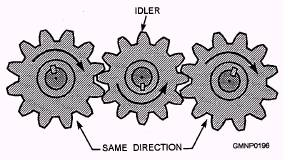 IDLER
SAME DIRECTION
GMNP0196